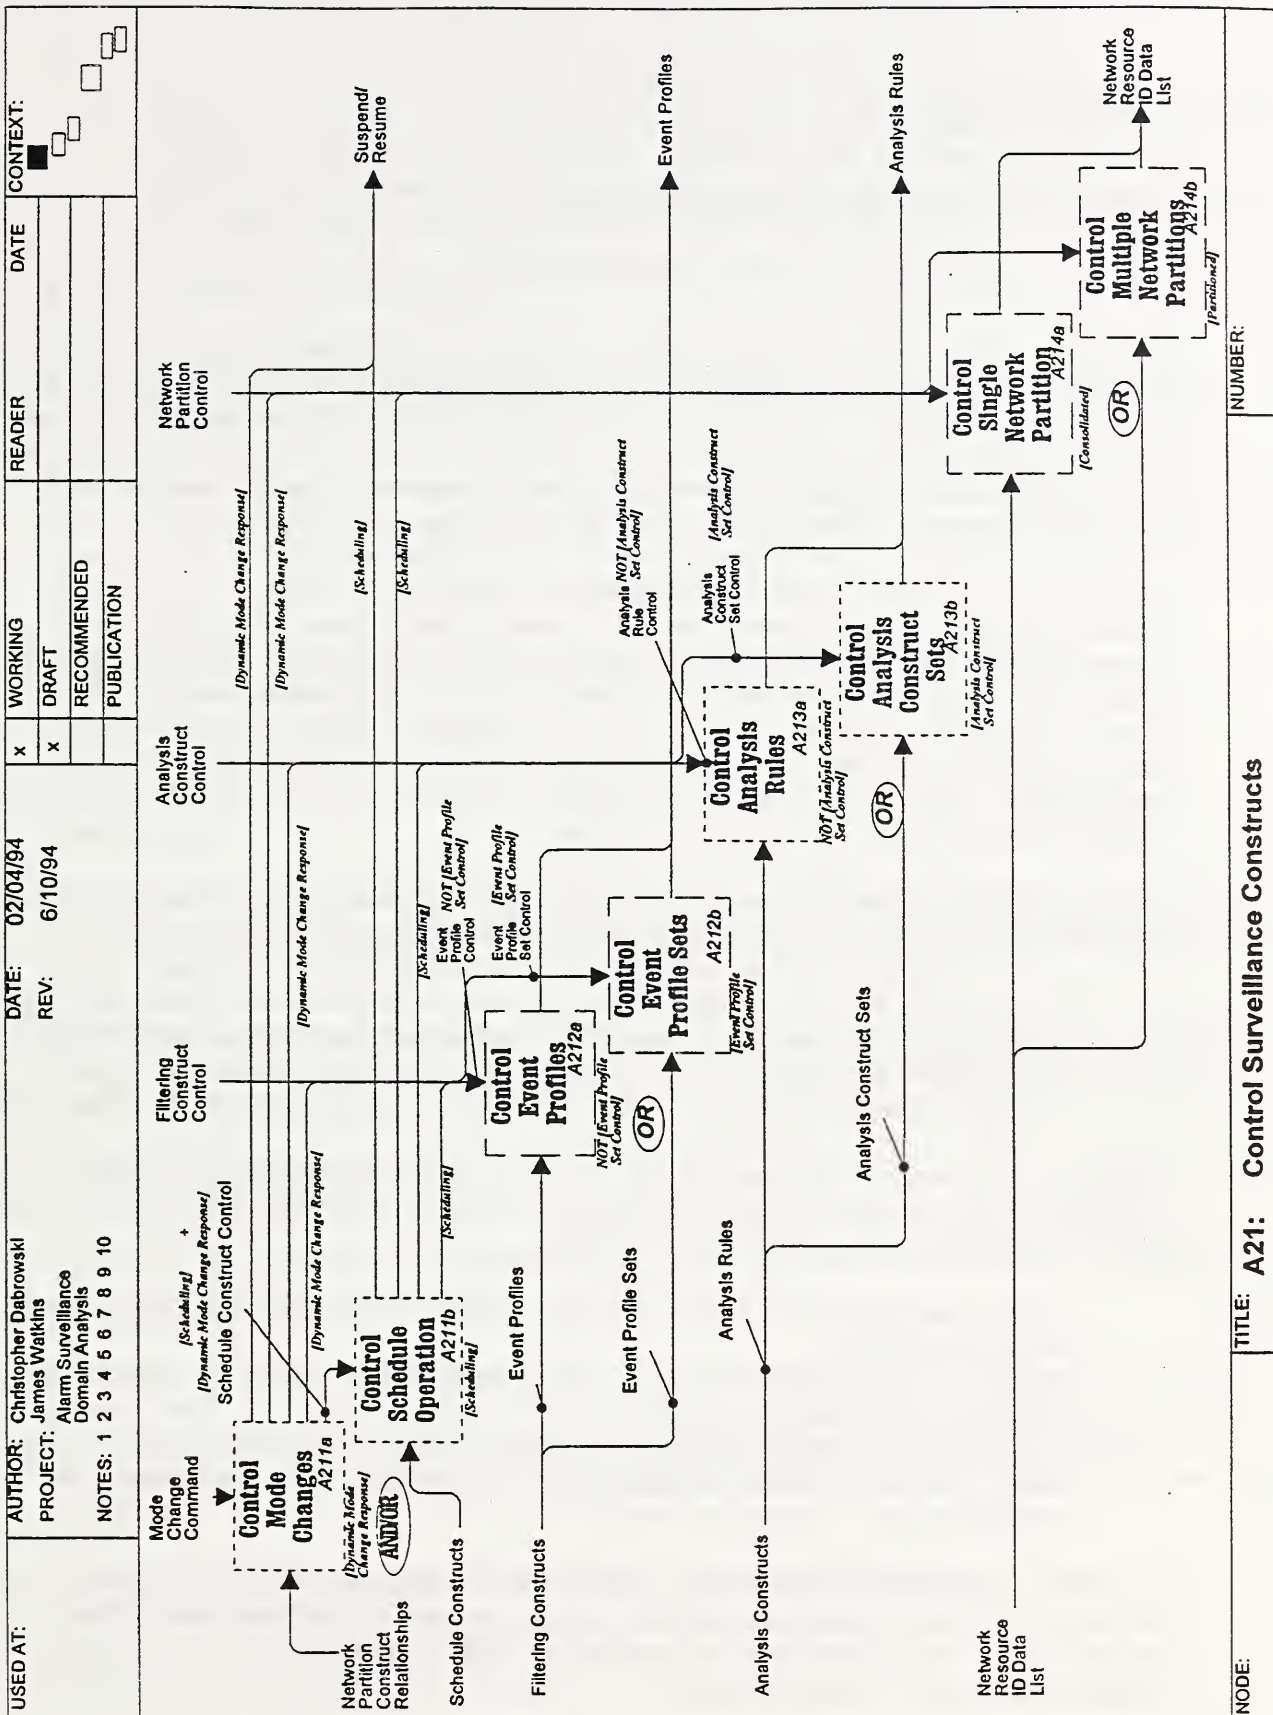 USED AT:
AUTHOR: Christopher Dabrowski
James Watkins
PROJECT: Alarm Surveillance
Domain Analysis
NOTES: 1 2 3 4 5 6 7 8 9 10
DATE: 02/04/94
REV: 6/10/94
x WORKING
x DRAFT
RECOMMENDED
PUBLICATION
READER
DATE
CONTEXT:
Mode
Change
Command
[Scheduling] +
[Dynamic Mode Change Response]
Schedule Construct Control
Filtering
Construct
Control
Analysis
Construct
Control
Network
Partition
Control
[Dynamic Mode Change Response]
[Dynamic Mode Change Response]
[Dynamic Mode Change Response]
[Dynamic Mode Change Response]
[Scheduling]
[Scheduling]
[Scheduling]
[Scheduling]
Suspend/
Resume
Control
Mode
Changes
A211a
[Dynamic Mode
Change Response]
AND/OR
Control
Schedule
Operation
A211b
[Scheduling]
Network
Partition
Construct
Relationships
Schedule Constructs
Event
Profile
Control
NOT [Event Profile
Set Control]
Event
Profile
Set Control
[Event Profile
Set Control]
Control
Event
Profiles
A212a
NOT [Event Profile
Set Control]
OR
Control
Event
Profile Sets
A212b
[Event Profile
Set Control]
Filtering Constructs
Event Profiles
Event Profile Sets
Event Profiles
Analysis
Rule
Control
NOT [Analysis Construct
Set Control]
Analysis
Construct
Set Control
[Analysis Construct
Set Control]
Control
Analysis
Rules
A213a
NOT [Analysis Construct
Set Control]
OR
Control
Analysis
Construct
Sets
A213b
[Analysis Construct
Set Control]
Analysis Constructs
Analysis Rules
Analysis Construct Sets
Analysis Rules
Control
Single
Network
Partition
A214a
[Consolidated]
OR
Control
Multiple
Network
Partitions
A214b
[Partitioned]
Network
Resource
ID Data
List
Network
Resource
ID Data
List
NODE:
TITLE: A21: Control Surveillance Constructs
NUMBER: